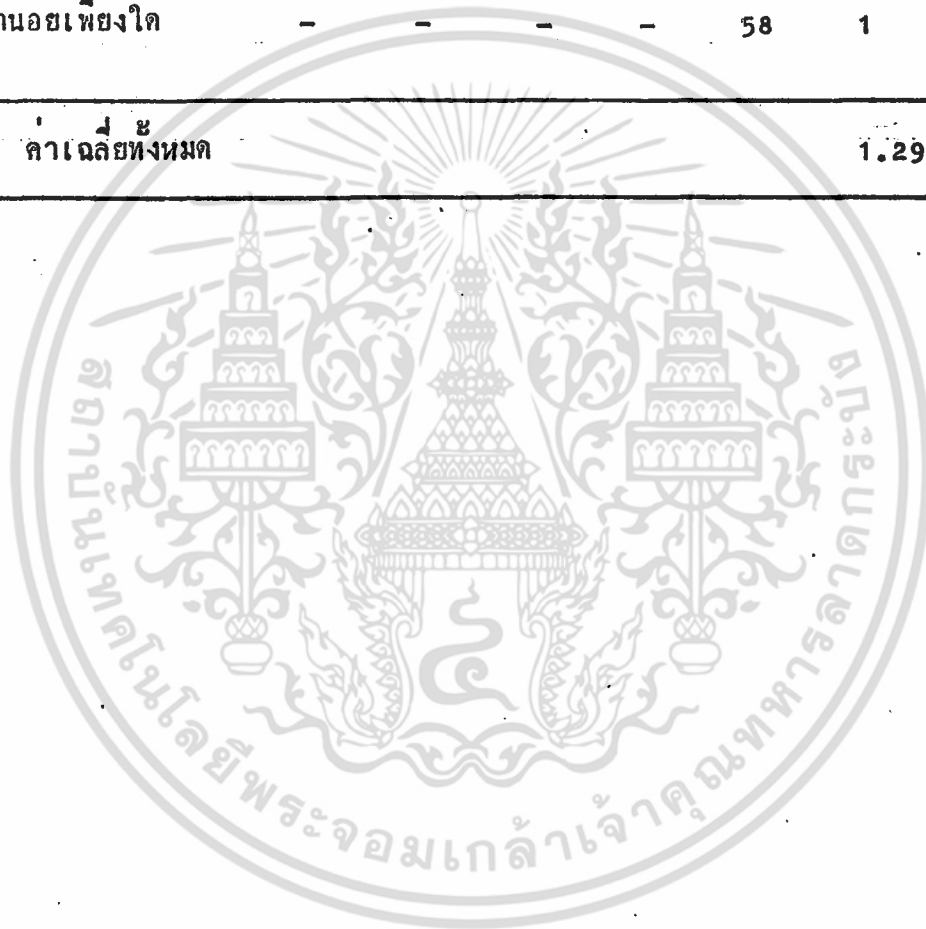 นอยเพียงใด - - - - 58 1
ค่าเฉลี่ยทั้งหมด 1.29
สถาบันเทคโนโลยีพระจอมเกล้าเจ้าคุณทหารลาดกระบัง
๔